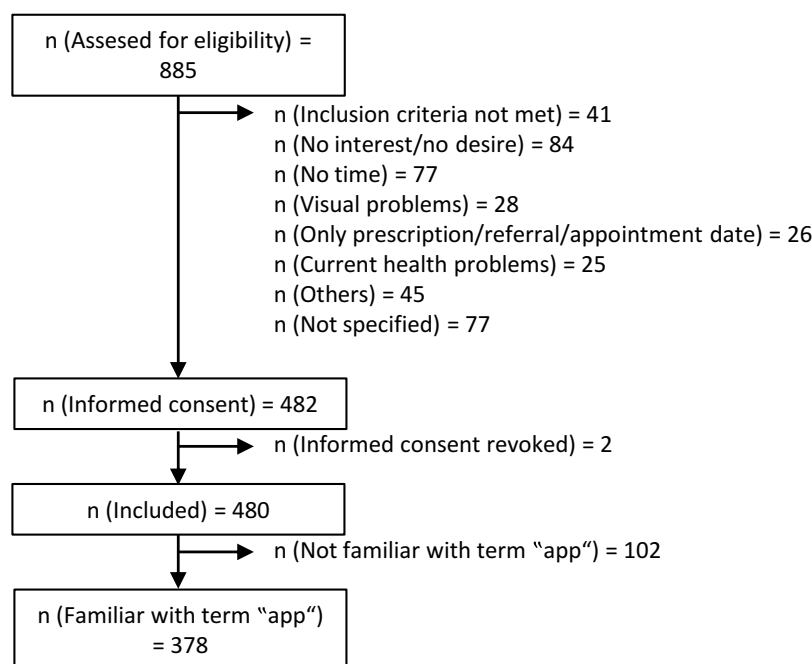 n (Assesed for eligibility) =
885
n (Inclusion criteria not met) = 41
n (No interest/no desire) = 84
n (No time) = 77
n (Visual problems) = 28
n (Only prescription/referral/appointment date) = 26
n (Current health problems) = 25
n (Others) = 45
n (Not specified) = 77
n (Informed consent) = 482
n (Informed consent revoked) = 2
n (Included) = 480
n (Not familiar with term “app“) = 102
n (Familiar with term “app“)
= 378